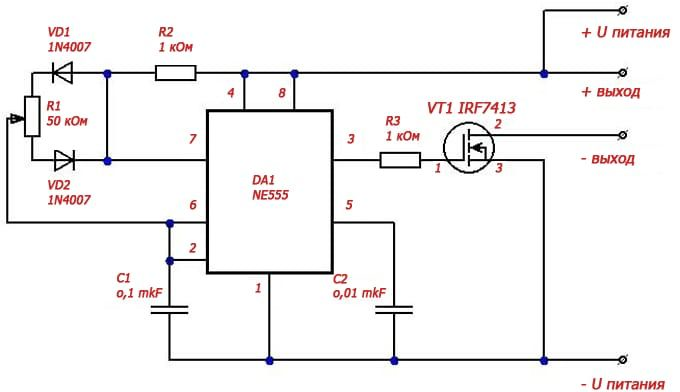 VD1
1N4007
R2
1 кОм
+ U питания
4
8
+ выход
R1
50 кОм
R3
1 кОм
VT1 IRF7413
2
7
3
1
3
- выход
DA1
NE555
VD2
1N4007
6
5
2
C1
0,1 mkF
1
C2
0,01 mkF
- U питания